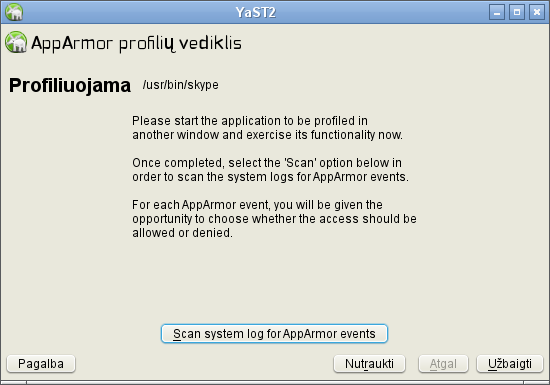 YaST2
AppArmor profilių vediklis
Profiliuojama /usr/bin/skype
Please start the application to be profiled in
another window and exercise its functionality now.
Once completed, select the 'Scan' option below in
order to scan the system logs for AppArmor events.
For each AppArmor event, you will be given the
opportunity to choose whether the access should be
allowed or denied.
Scan system log for AppArmor events
Pagalba Nutraukti Atgal Užbaigti